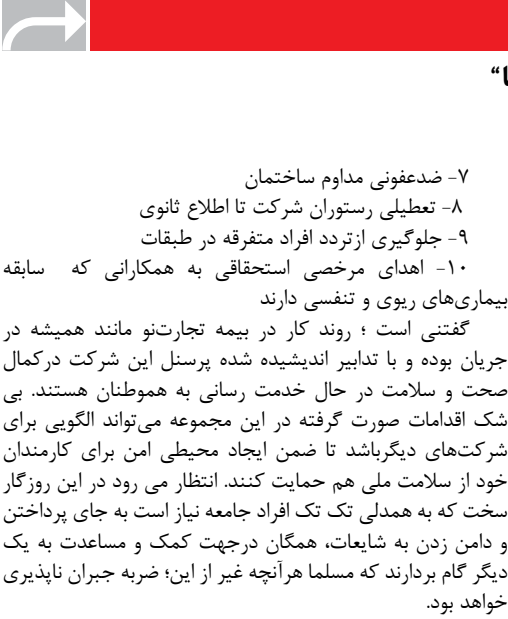 ا“
۷- ضدعفونی مداوم ساختمان
۸- تعطیلی رستوران شرکت تا اطلاع ثانوی
۹- جلوگیری ازتردد افراد متفرقه در طبقات
۱۰- اهدای مرخصی استحقاقی به همکارانی که سابقه
بیماری‌های ریوی و تنفسی دارند
گفتنی است ؛ روند کار در بیمه تجارت‌نو مانند همیشه در
جریان بوده و با تدابیر اندیشیده شده پرسنل این شرکت درکمال
صحت و سلامت در حال خدمت رسانی به هموطنان هستند. بی
شک اقدامات صورت گرفته در این مجموعه می‌تواند الگویی برای
شرکت‌های دیگرباشد تا ضمن ایجاد محیطی امن برای کارمندان
خود از سلامت ملی هم حمایت کنند. انتظار می رود در این روزگار
سخت که به همدلی تک تک افراد جامعه نیاز است به جای پرداختن
و دامن زدن به شایعات، همگان درجهت کمک و مساعدت به یک
دیگر گام بردارند که مسلما هرآنچه غیر از این؛ ضربه جبران ناپذیری
خواهد بود.